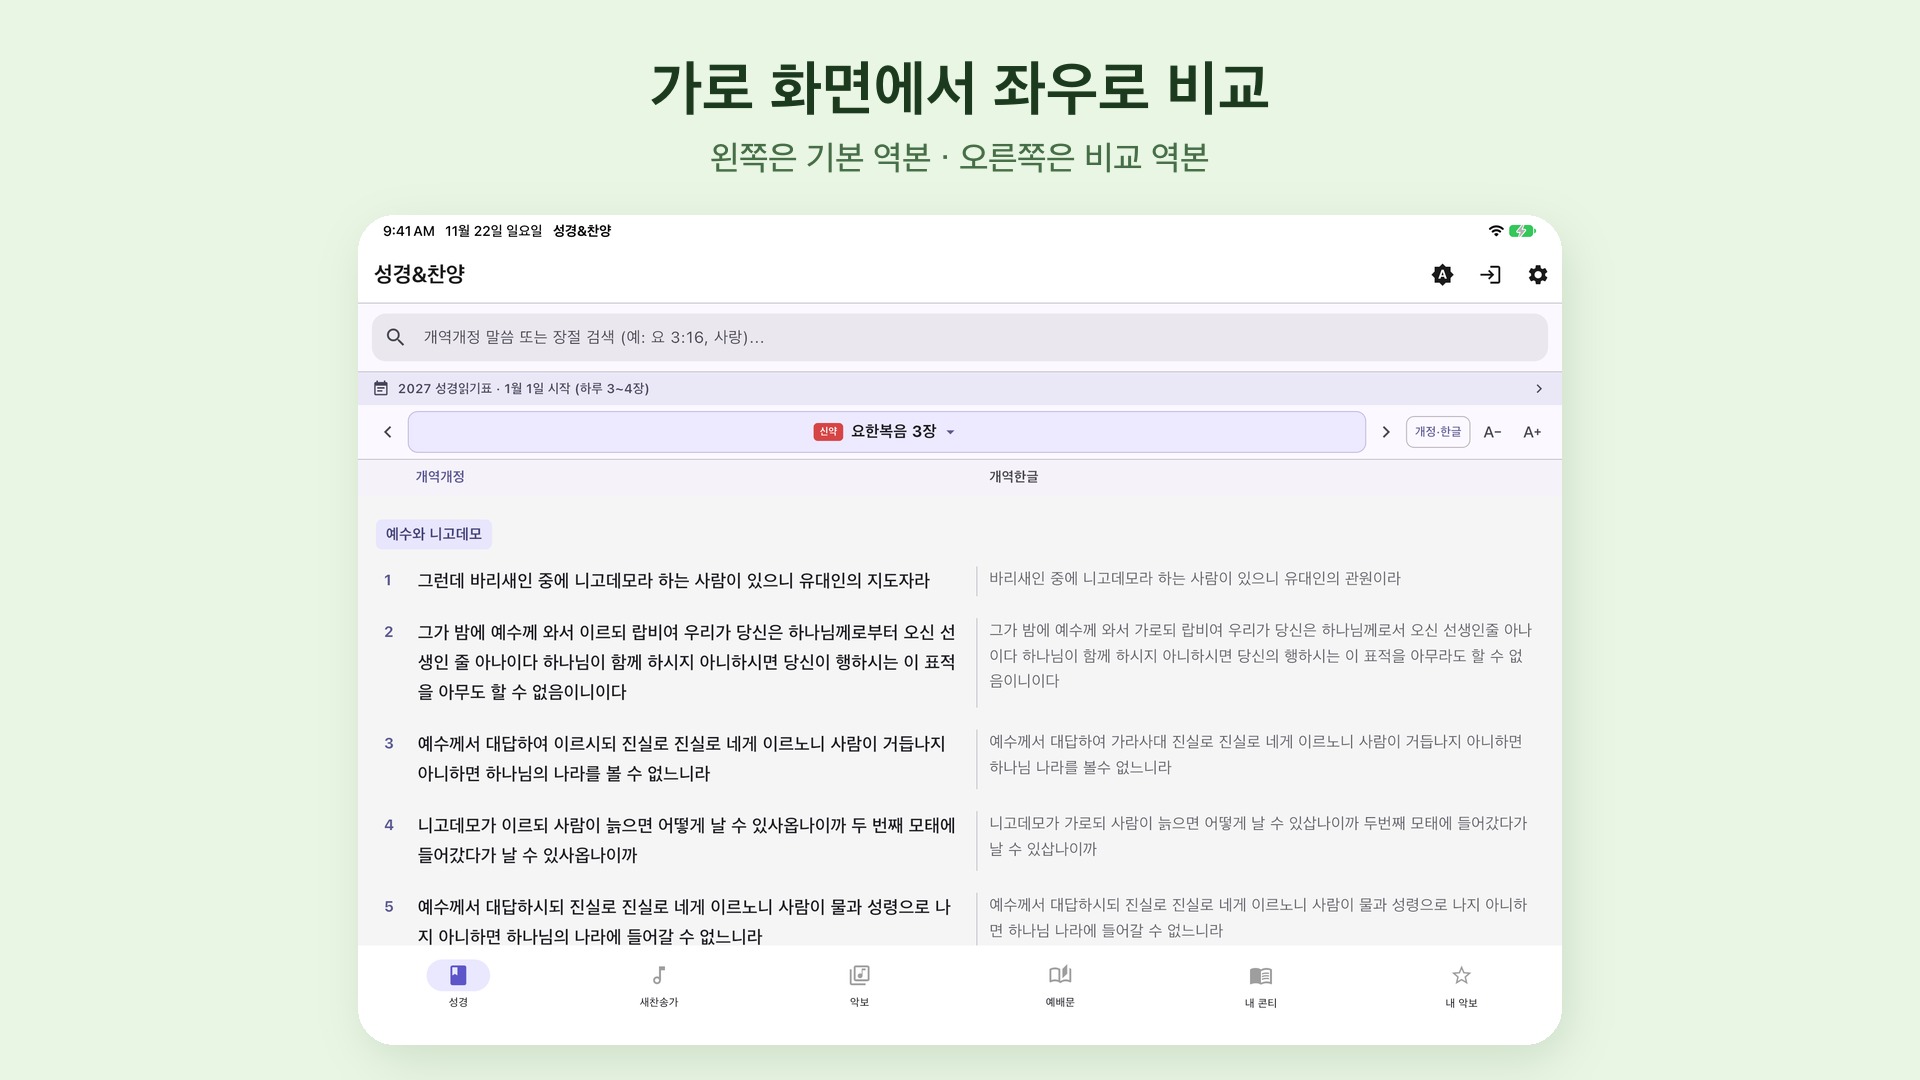 가로 화면에서 좌우로 비교
왼쪽은 기본 역본 · 오른쪽은 비교 역본
9:41 AM 11월 22일 일요일 성경&찬양
성경&찬양
A
개역개정 말씀 또는 장절 검색 (예: 요 3:16, 사랑)...
2027 성경읽기표 · 1월 1일 시작 (하루 3~4장)
신약 요한복음 3장
개정·한글 A- A+
개역개정
개역한글
예수와 니고데모
1 그런데 바리새인 중에 니고데모라 하는 사람이 있으니 유대인의 지도자라
바리새인 중에 니고데모라 하는 사람이 있으니 유대인의 관원이라
2 그가 밤에 예수께 와서 이르되 랍비여 우리가 당신은 하나님께로부터 오신 선
생인 줄 아나이다 하나님이 함께 하시지 아니하시면 당신이 행하시는 이 표적
을 아무도 할 수 없음이니이다
그가 밤에 예수께 와서 가로되 랍비여 우리가 당신은 하나님께로서 오신 선생인줄 아나
이다 하나님이 함께 하시지 아니하시면 당신의 행하시는 이 표적을 아무라도 할 수 없
음이니이다
3 예수께서 대답하여 이르시되 진실로 진실로 네게 이르노니 사람이 거듭나지
아니하면 하나님의 나라를 볼 수 없느니라
예수께서 대답하여 가라사대 진실로 진실로 네게 이르노니 사람이 거듭나지 아니하면
하나님 나라를 볼수 없느니라
4 니고데모가 이르되 사람이 늙으면 어떻게 날 수 있사옵나이까 두 번째 모태에
들어갔다가 날 수 있사옵나이까
니고데모가 가로되 사람이 늙으면 어떻게 날 수 있삽나이까 두번째 모태에 들어갔다가
날 수 있삽나이까
5 예수께서 대답하시되 진실로 진실로 네게 이르노니 사람이 물과 성령으로 나
지 아니하면 하나님의 나라에 들어갈 수 없느니라
예수께서 대답하시되 진실로 진실로 네게 이르노니 사람이 물과 성령으로 나지 아니하
면 하나님 나라에 들어갈 수 없느니라
성경
새찬송가
악보
예배문
내 콘티
내 악보